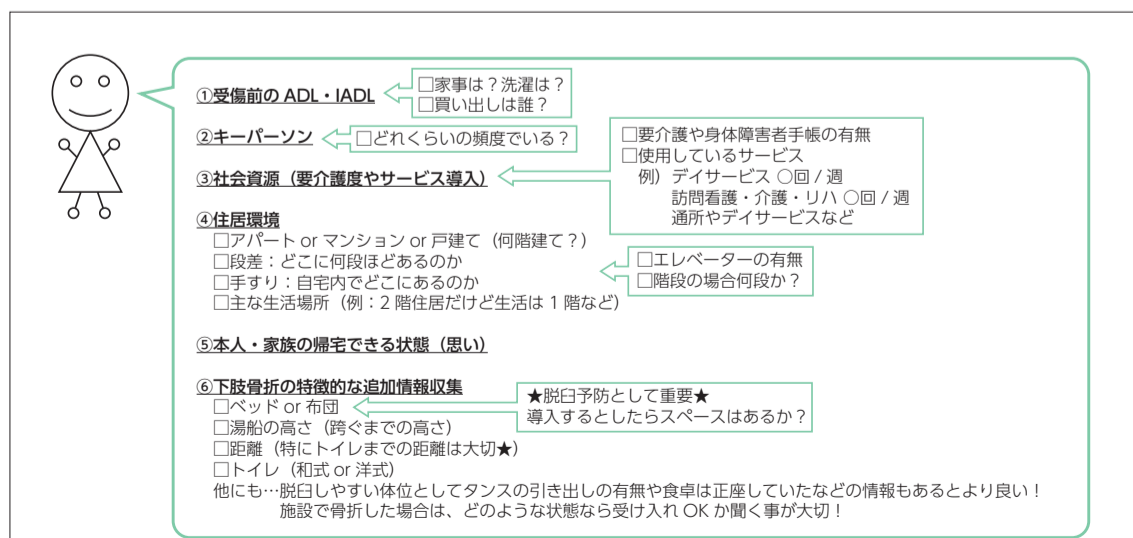 ①受傷前の ADL・IADL
□家事は？洗濯は？
□買い出しは誰？
②キーパーソン
□どれくらいの頻度でいる？
③社会資源（要介護度やサービス導入）
□要介護や身体障害者手帳の有無
□使用しているサービス
例）デイサービス ○回 / 週
訪問看護・介護・リハ ○回 / 週
通所やデイサービスなど
④住居環境
□アパート or マンション or 戸建て（何階建て？）
□段差：どこに何段ほどあるのか
□手すり：自宅内でどこにあるのか
□主な生活場所（例：2 階住居だけど生活は 1 階など）
□エレベーターの有無
□階段の場合何段か？
⑤本人・家族の帰宅できる状態（思い）
⑥下肢骨折の特徴的な追加情報収集
□ベッド or 布団
★脱臼予防として重要★
導入するとしたらスペースはあるか？
□湯船の高さ（跨ぐまでの高さ）
□距離（特にトイレまでの距離は大切★）
□トイレ（和式 or 洋式）
他にも…脱臼しやすい体位としてタンスの引き出しの有無や食卓は正座していたなどの情報もあるとより良い！
施設で骨折した場合は、どのような状態なら受け入れ OK か聞く事が大切！